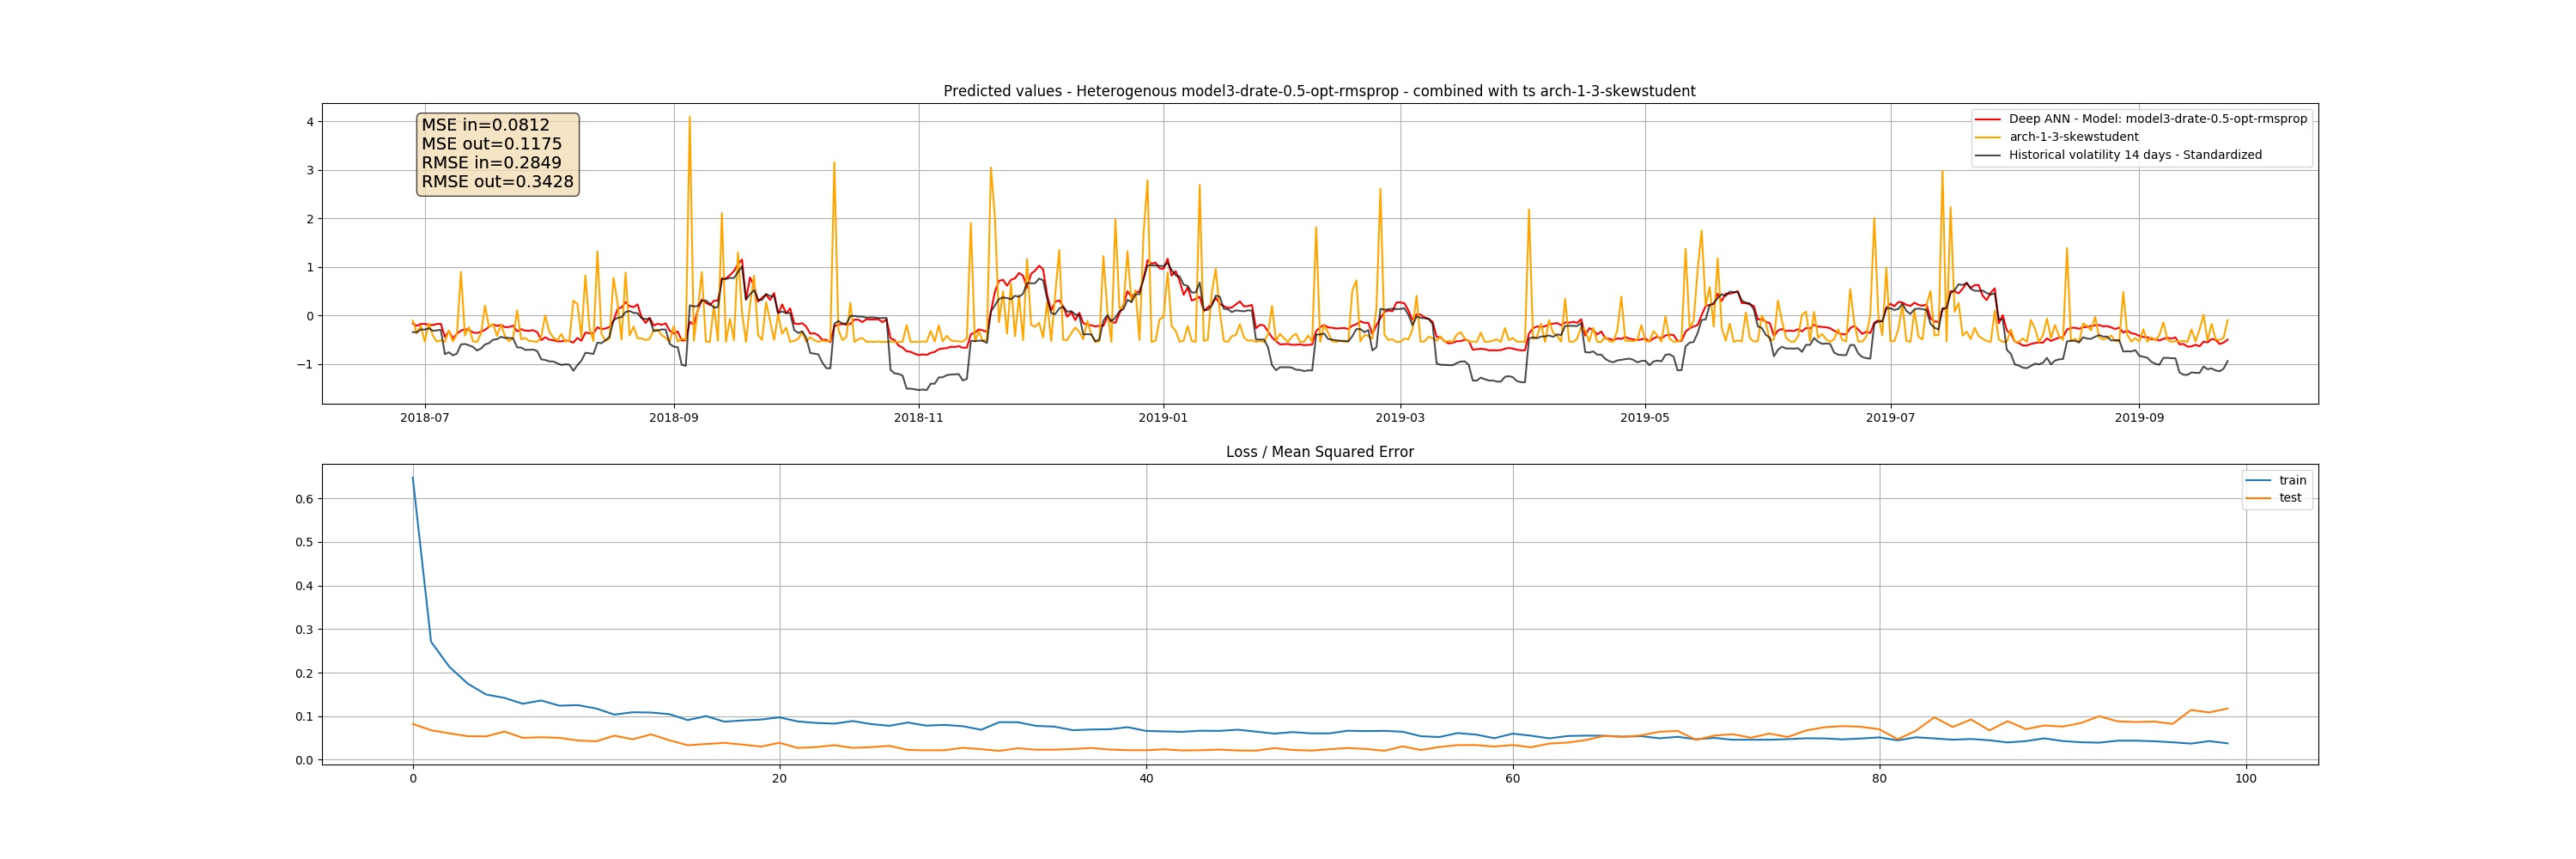 Predicted values - Heterogenous model3-drate-0.5-opt-rmsprop - combined with ts arch-1-3-skewstudent
MSE in=0.0812
MSE out=0.1175
RMSE in=0.2849
RMSE out=0.3428
Deep ANN - Model: model3-drate-0.5-opt-rmsprop
arch-1-3-skewstudent
Historical volatility 14 days - Standardized
4
3
2
1
0
−1
2018-07 2018-09 2018-11 2019-01 2019-03 2019-05 2019-07 2019-09
Loss / Mean Squared Error
train
test
0.6
0.5
0.4
0.3
0.2
0.1
0.0
0 20 40 60 80 100